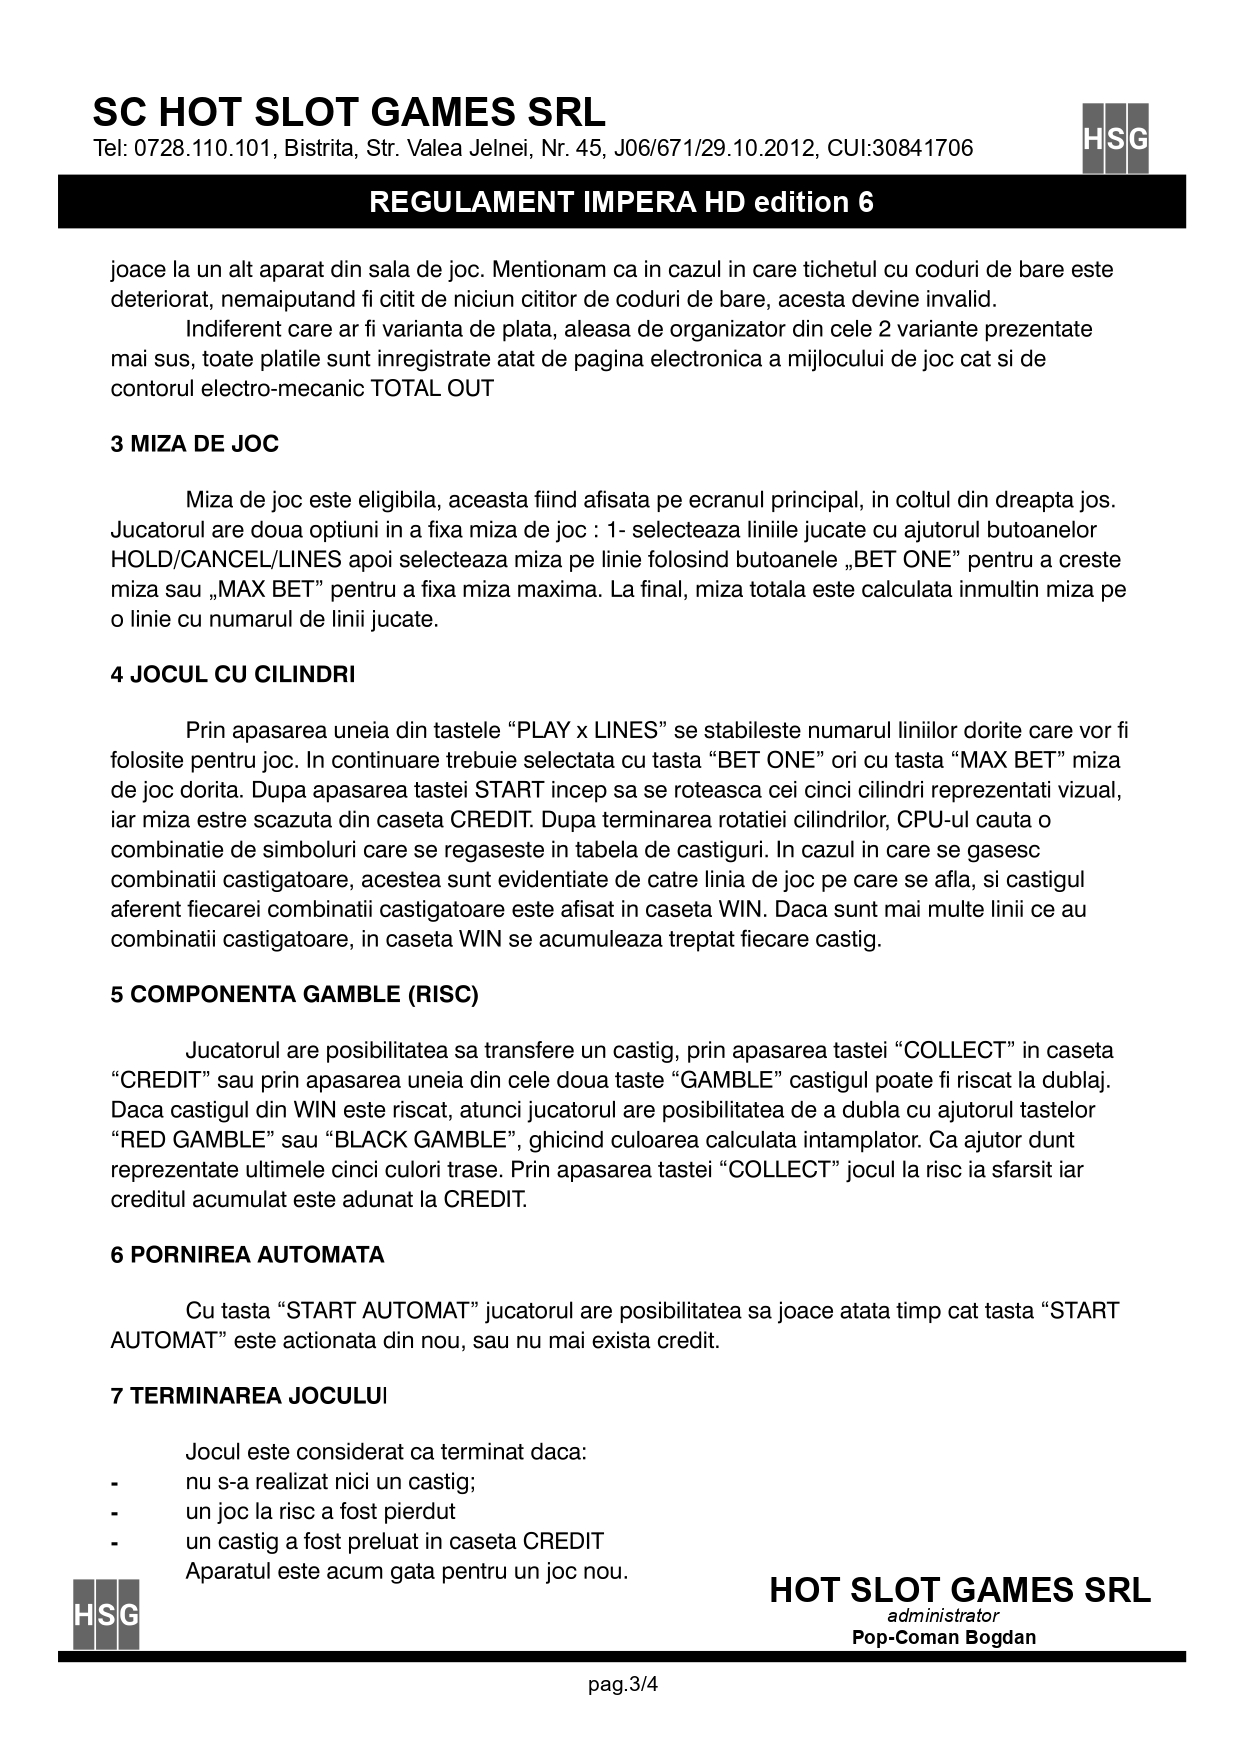 SC HOT SLOT GAMES SRL
Tel: 0728.110.101, Bistrita, Str. Valea Jelnei, Nr. 45, J06/671/29.10.2012, CUI:30841706
HSG
REGULAMENT IMPERA HD edition 6
joace la un alt aparat din sala de joc. Mentionam ca in cazul in care tichetul cu coduri de bare este
deteriorat, nemaiputand fi citit de niciun cititor de coduri de bare, acesta devine invalid.
Indiferent care ar fi varianta de plata, aleasa de organizator din cele 2 variante prezentate
mai sus, toate platile sunt inregistrate atat de pagina electronica a mijlocului de joc cat si de
contorul electro-mecanic TOTAL OUT
3 MIZA DE JOC
Miza de joc este eligibila, aceasta fiind afisata pe ecranul principal, in coltul din dreapta jos.
Jucatorul are doua optiuni in a fixa miza de joc : 1- selecteaza liniile jucate cu ajutorul butoanelor
HOLD/CANCEL/LINES apoi selecteaza miza pe linie folosind butoanele „BET ONE” pentru a creste
miza sau „MAX BET” pentru a fixa miza maxima. La final, miza totala este calculata inmultin miza pe
o linie cu numarul de linii jucate.
4 JOCUL CU CILINDRI
Prin apasarea uneia din tastele “PLAY x LINES” se stabileste numarul liniilor dorite care vor fi
folosite pentru joc. In continuare trebuie selectata cu tasta “BET ONE” ori cu tasta “MAX BET” miza
de joc dorita. Dupa apasarea tastei START incep sa se roteasca cei cinci cilindri reprezentati vizual,
iar miza estre scazuta din caseta CREDIT. Dupa terminarea rotatiei cilindrilor, CPU-ul cauta o
combinatie de simboluri care se regaseste in tabela de castiguri. In cazul in care se gasesc
combinatii castigatoare, acestea sunt evidentiate de catre linia de joc pe care se afla, si castigul
aferent fiecarei combinatii castigatoare este afisat in caseta WIN. Daca sunt mai multe linii ce au
combinatii castigatoare, in caseta WIN se acumuleaza treptat fiecare castig.
5 COMPONENTA GAMBLE (RISC)
Jucatorul are posibilitatea sa transfere un castig, prin apasarea tastei “COLLECT” in caseta
“CREDIT” sau prin apasarea uneia din cele doua taste “GAMBLE” castigul poate fi riscat la dublaj.
Daca castigul din WIN este riscat, atunci jucatorul are posibilitatea de a dubla cu ajutorul tastelor
“RED GAMBLE” sau “BLACK GAMBLE”, ghicind culoarea calculata intamplator. Ca ajutor dunt
reprezentate ultimele cinci culori trase. Prin apasarea tastei “COLLECT” jocul la risc ia sfarsit iar
creditul acumulat este adunat la CREDIT.
6 PORNIREA AUTOMATA
Cu tasta “START AUTOMAT” jucatorul are posibilitatea sa joace atata timp cat tasta “START
AUTOMAT” este actionata din nou, sau nu mai exista credit.
7 TERMINAREA JOCULUI
Jocul este considerat ca terminat daca:
- nu s-a realizat nici un castig;
- un joc la risc a fost pierdut
- un castig a fost preluat in caseta CREDIT
Aparatul este acum gata pentru un joc nou.
HSG
HOT SLOT GAMES SRL
administrator
Pop-Coman Bogdan
pag.3/4